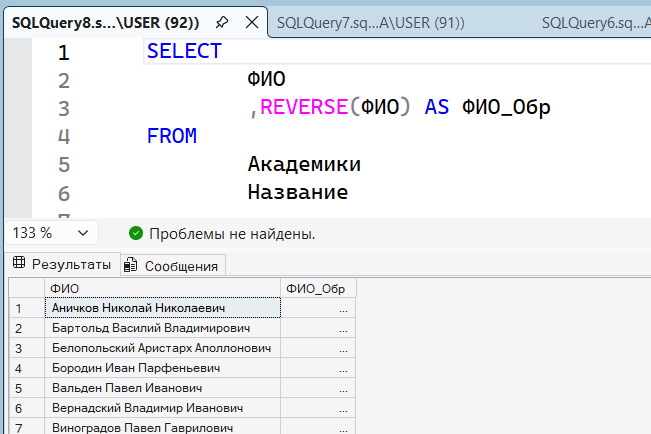 SQLQuery8.s...\USER (92)) SQLQuery7.sq...A\USER (91)) SQLQuery6.sq...A
1 SELECT
2 ФИО
3 ,REVERSE(ФИО) AS ФИО_Обр
4 FROM
5 Академики
6 Название
133 % Проблемы не найдены.
Результаты Сообщения
ФИО ФИО_Обр
1 Аничков Николай Николаевич ...
2 Бартольд Василий Владимирович ...
3 Белопольский Аристарх Аполлонович ...
4 Бородин Иван Парфеньевич ...
5 Вальден Павел Иванович ...
6 Вернадский Владимир Иванович ...
7 Виноградов Павел Гаврилович ...